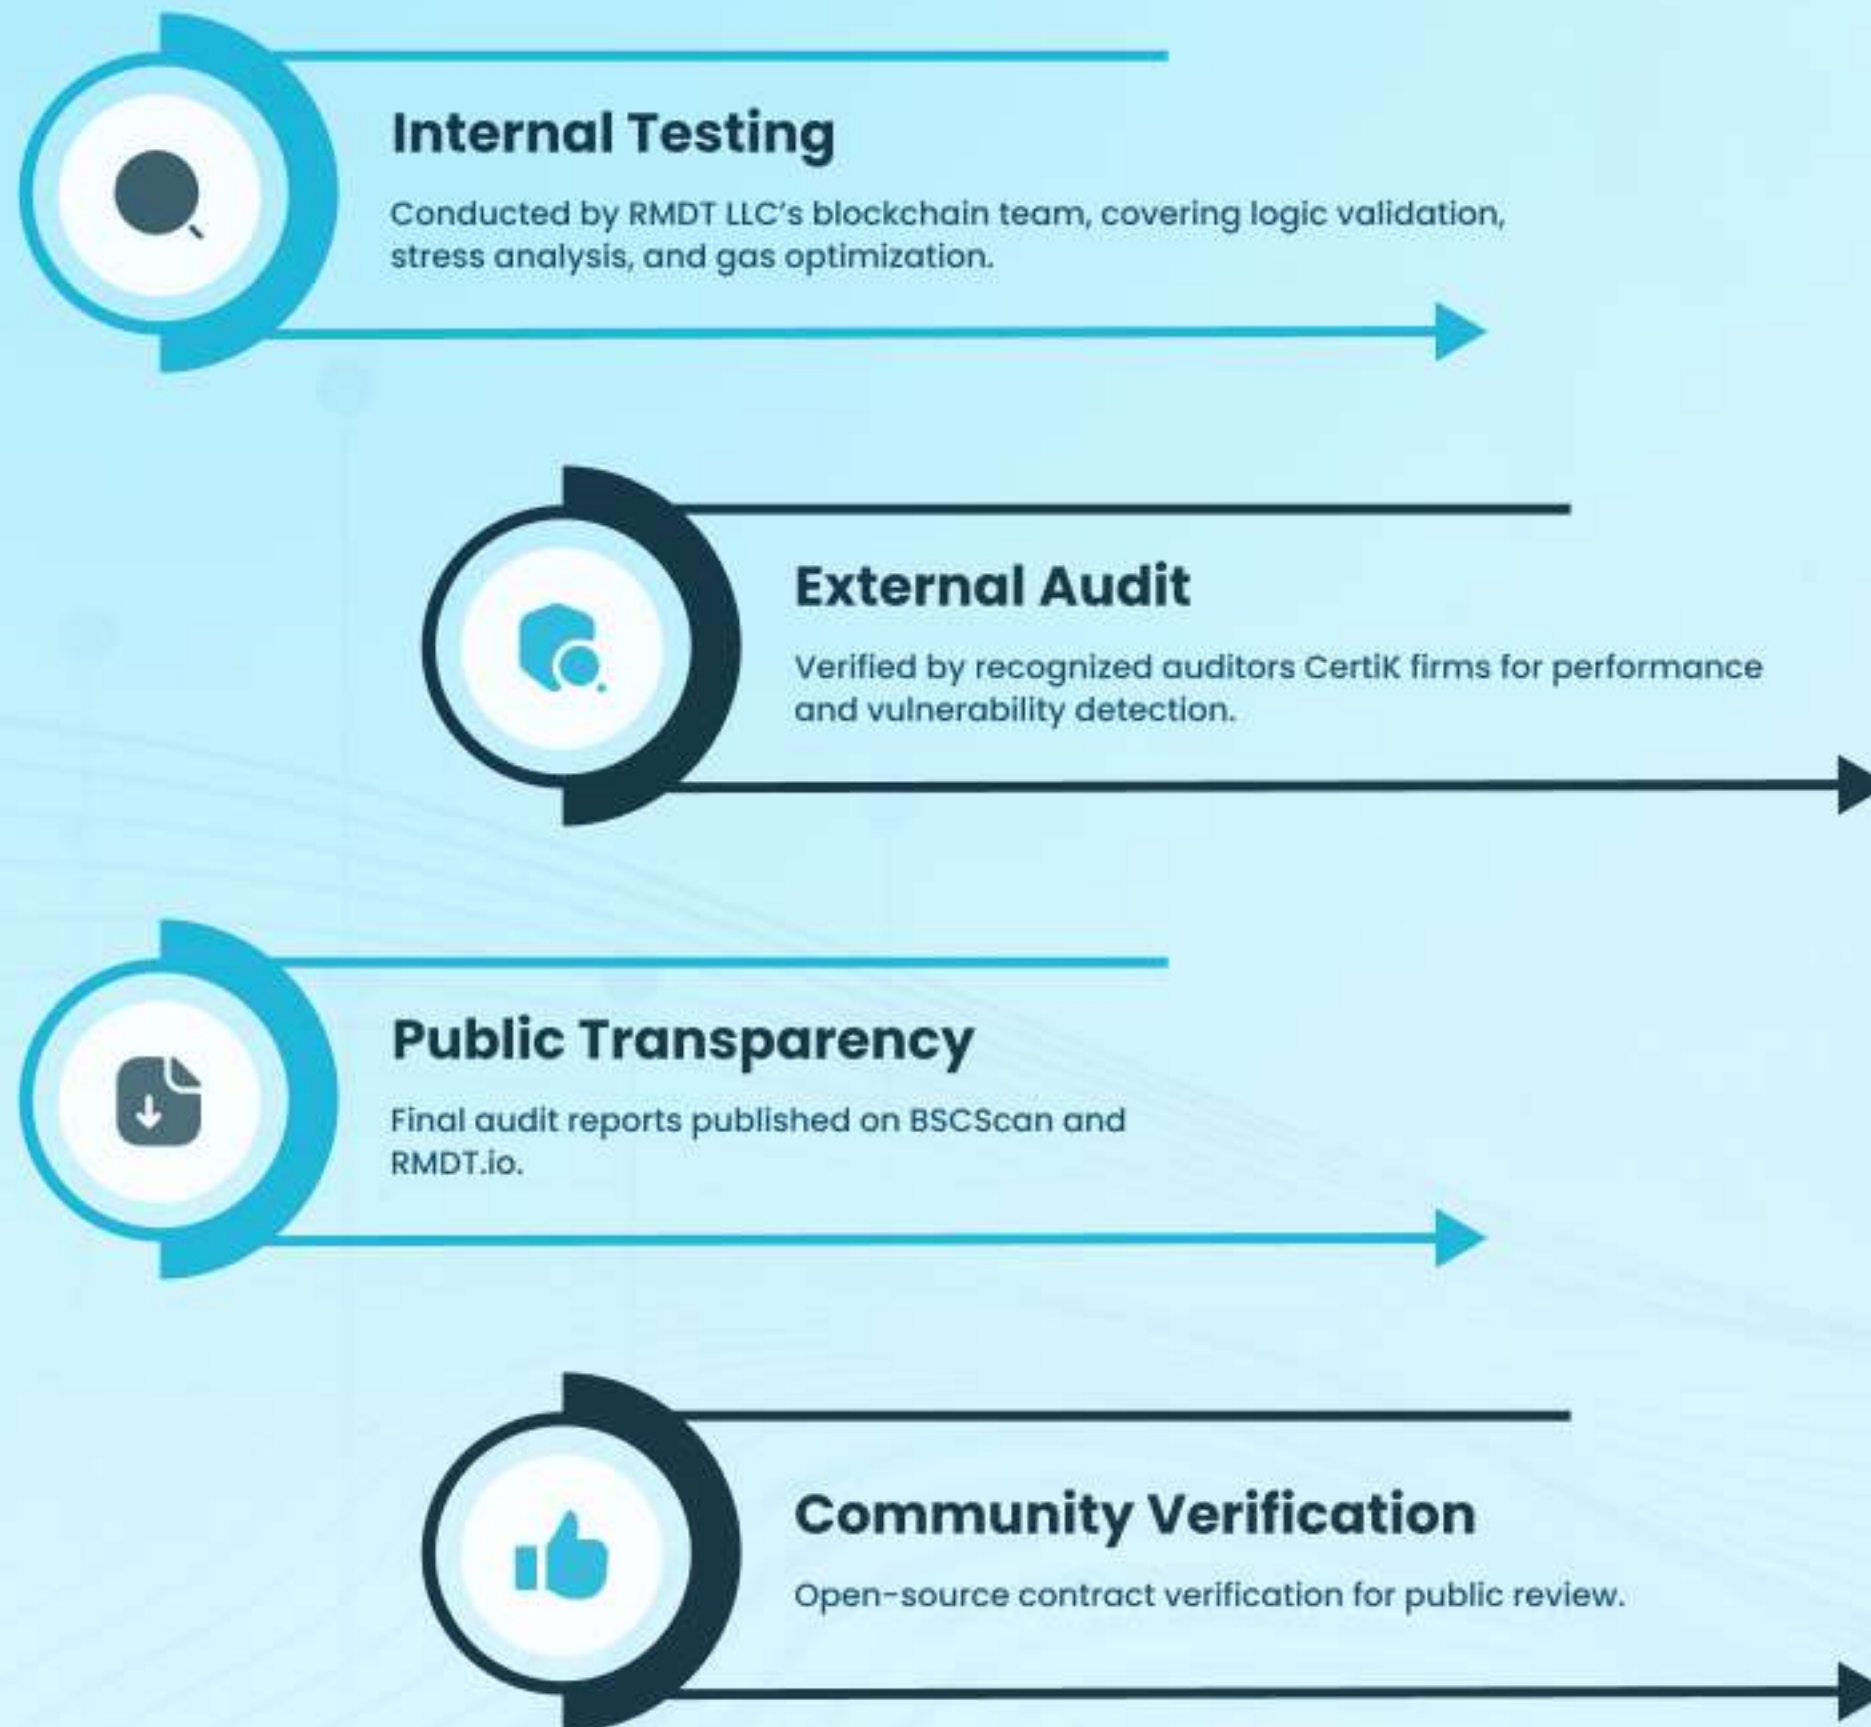 Internal Testing
Conducted by RMDT LLC’s blockchain team, covering logic validation,
stress analysis, and gas optimization.
External Audit
Verified by recognized auditors CertiK firms for performance
and vulnerability detection.
Public Transparency
Final audit reports published on BSCScan and
RMDT.io.
Community Verification
Open-source contract verification for public review.